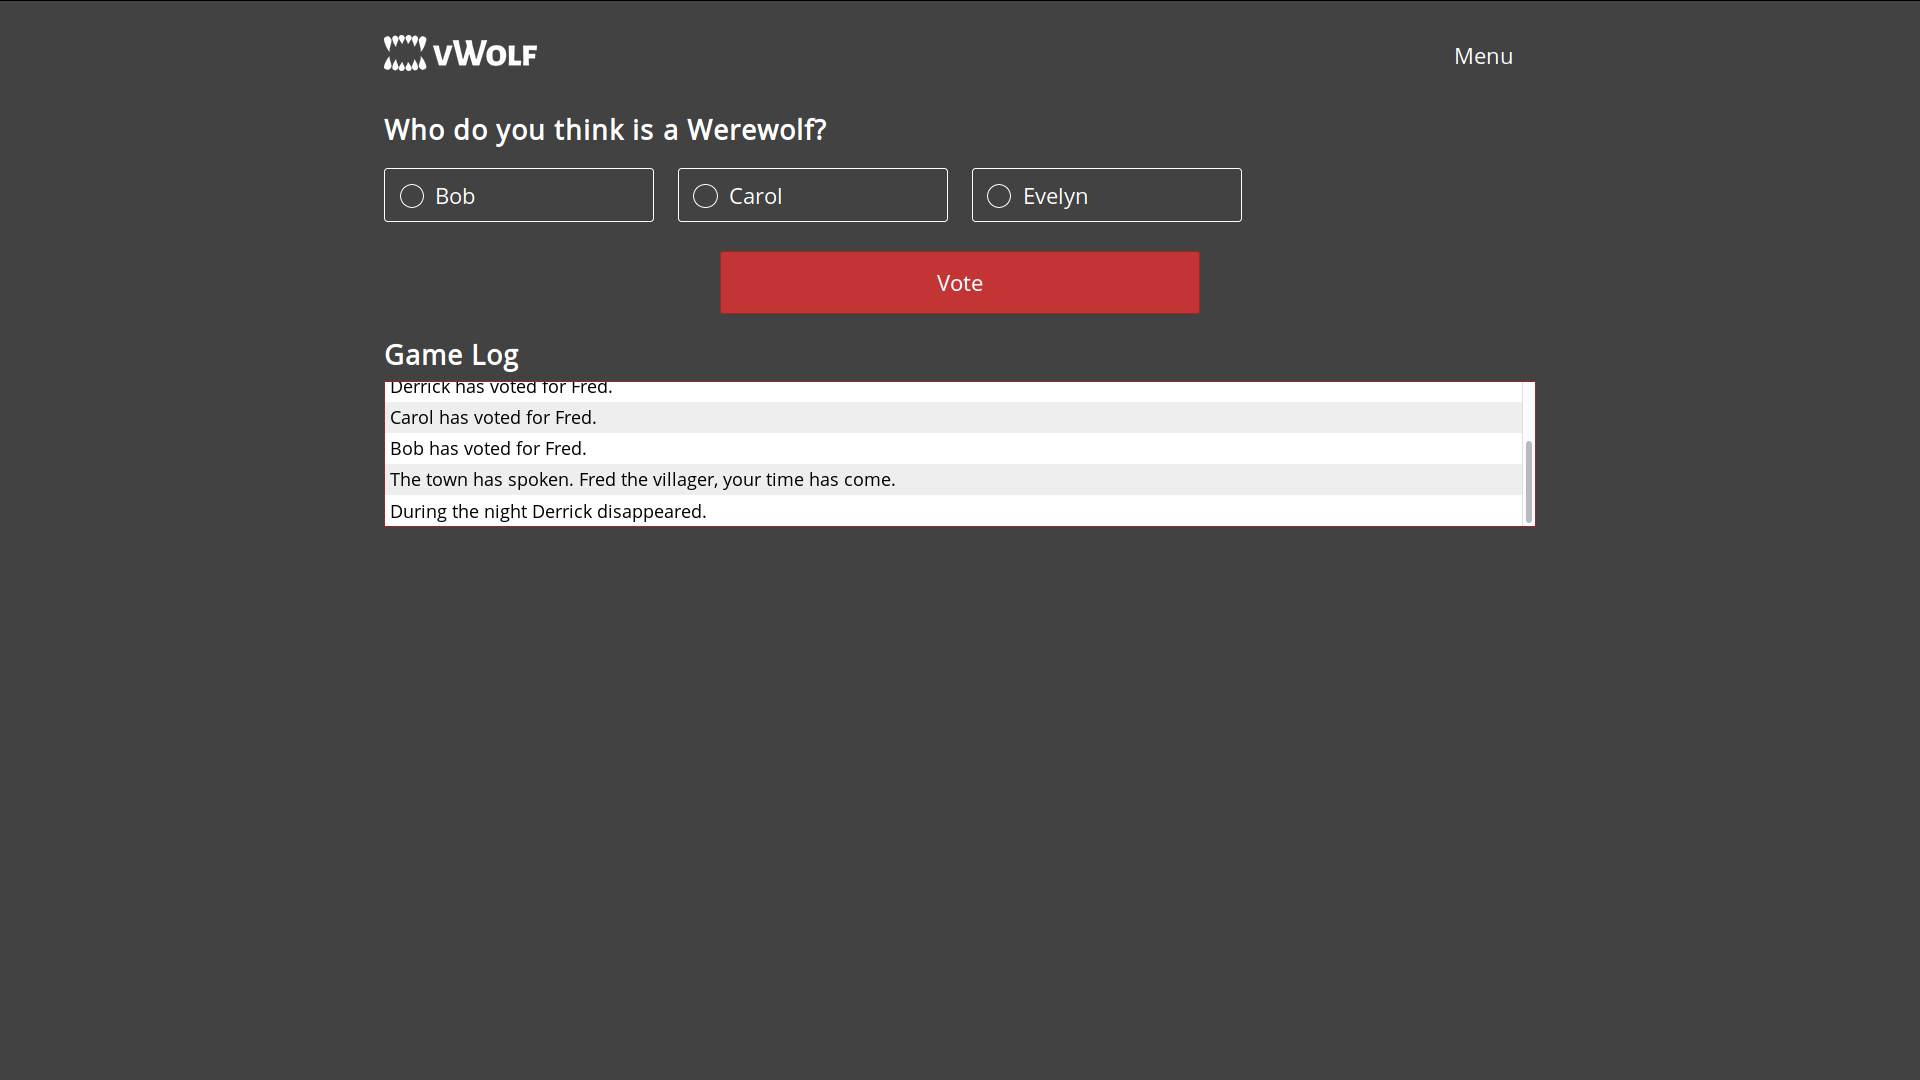 vWolf
Menu
Who do you think is a Werewolf?
Bob
Carol
Evelyn
Vote
Game Log
Derrick has voted for Fred.
Carol has voted for Fred.
Bob has voted for Fred.
The town has spoken. Fred the villager, your time has come.
During the night Derrick disappeared.